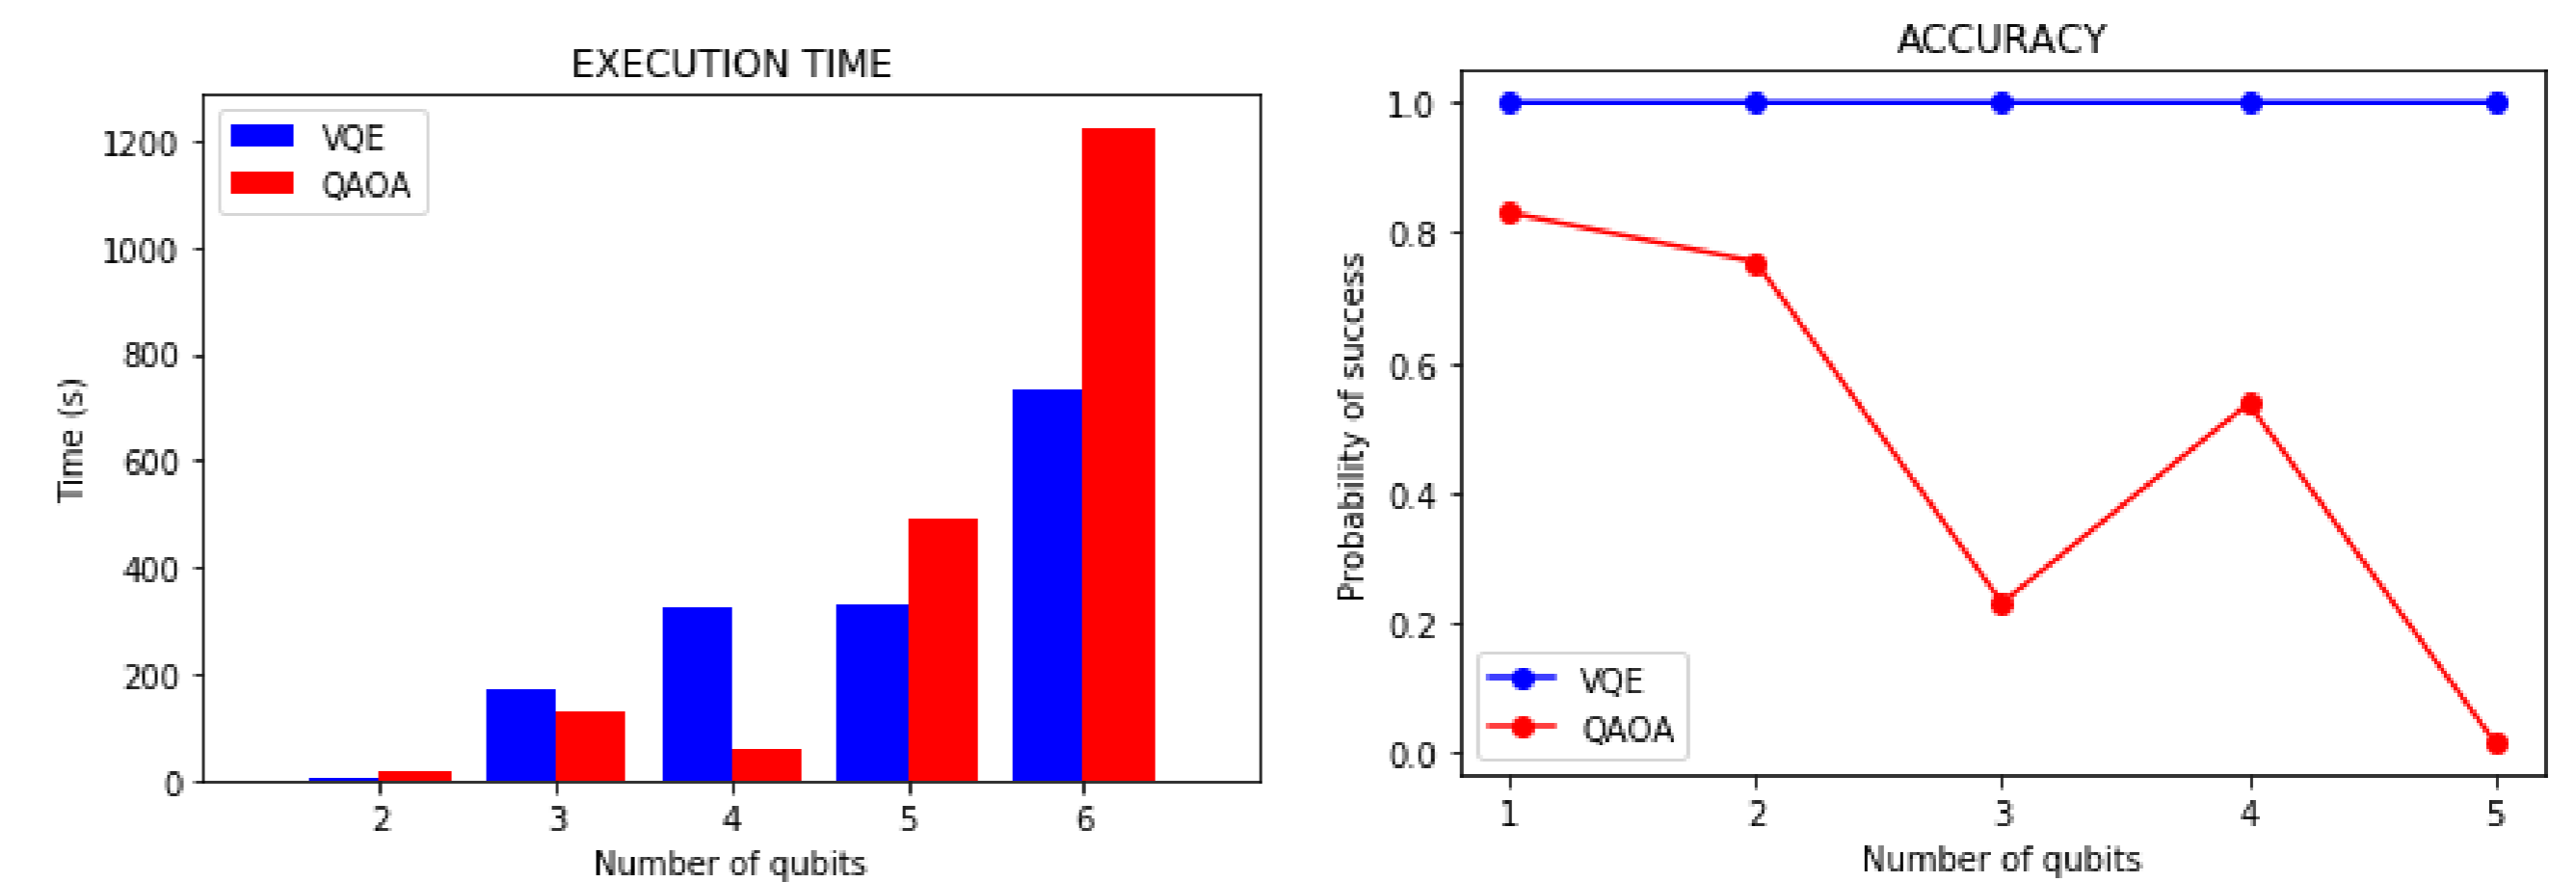 EXECUTION TIME
VQE
QAOA
1200
1000
800
600
400
200
0
Time (s)
2 3 4 5 6
Number of qubits
ACCURACY
1.0
0.8
0.6
0.4
0.2
0.0
Probability of success
VQE
QAOA
1 2 3 4 5
Number of qubits